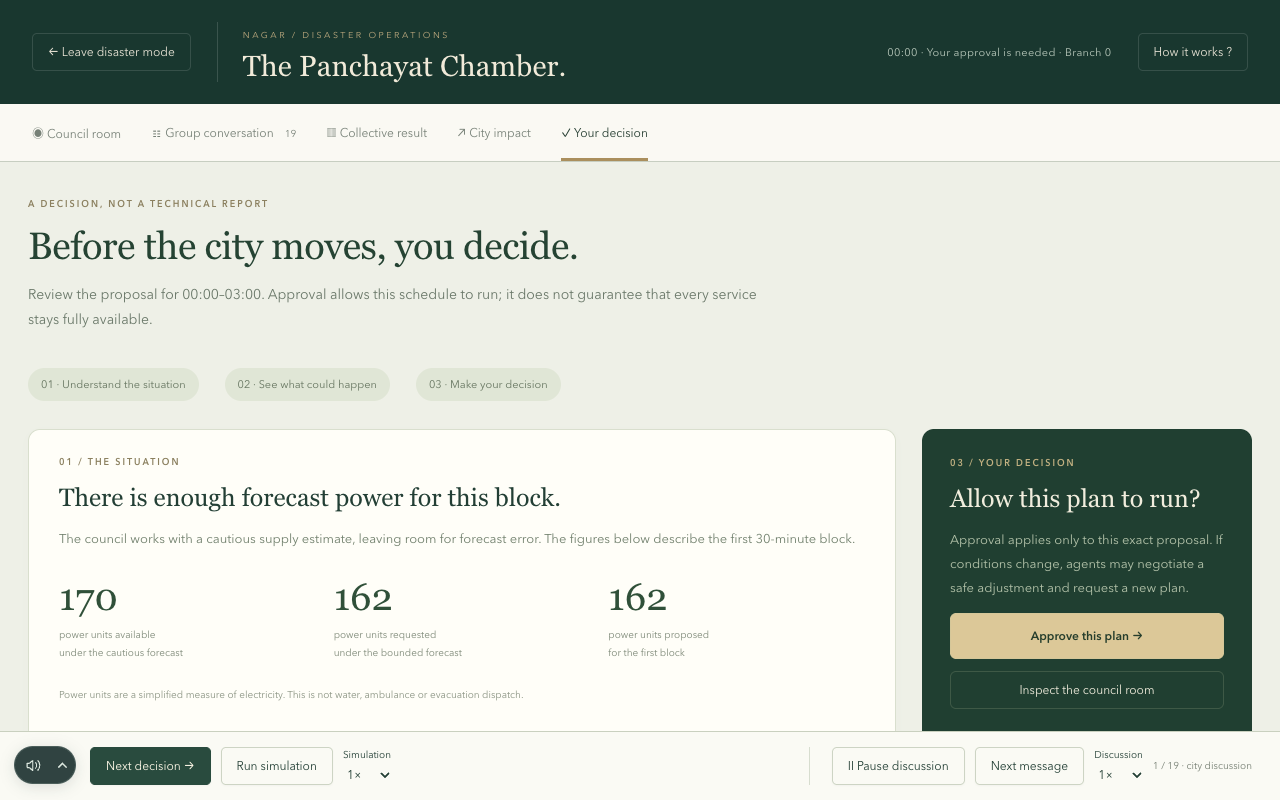 ← Leave disaster mode
NAGAR / DISASTER OPERATIONS
The Panchayat Chamber.
00:00 · Your approval is needed · Branch 0
How it works ?
Council room
Group conversation 19
Collective result
↗ City impact
✓ Your decision
A DECISION, NOT A TECHNICAL REPORT
Before the city moves, you decide.
Review the proposal for 00:00–03:00. Approval allows this schedule to run; it does not guarantee that every service
stays fully available.
01 · Understand the situation
02 · See what could happen
03 · Make your decision
01 / THE SITUATION
There is enough forecast power for this block.
The council works with a cautious supply estimate, leaving room for forecast error. The figures below describe the first 30-minute block.
170
power units available
under the cautious forecast
162
power units requested
under the bounded forecast
162
power units proposed
for the first block
Power units are a simplified measure of electricity. This is not water, ambulance or evacuation dispatch.
03 / YOUR DECISION
Allow this plan to run?
Approval applies only to this exact proposal. If
conditions change, agents may negotiate a
safe adjustment and request a new plan.
Approve this plan →
Inspect the council room
Next decision →
Run simulation
Simulation
1×
II Pause discussion
Next message
Discussion
1×
1 / 19 · city discussion